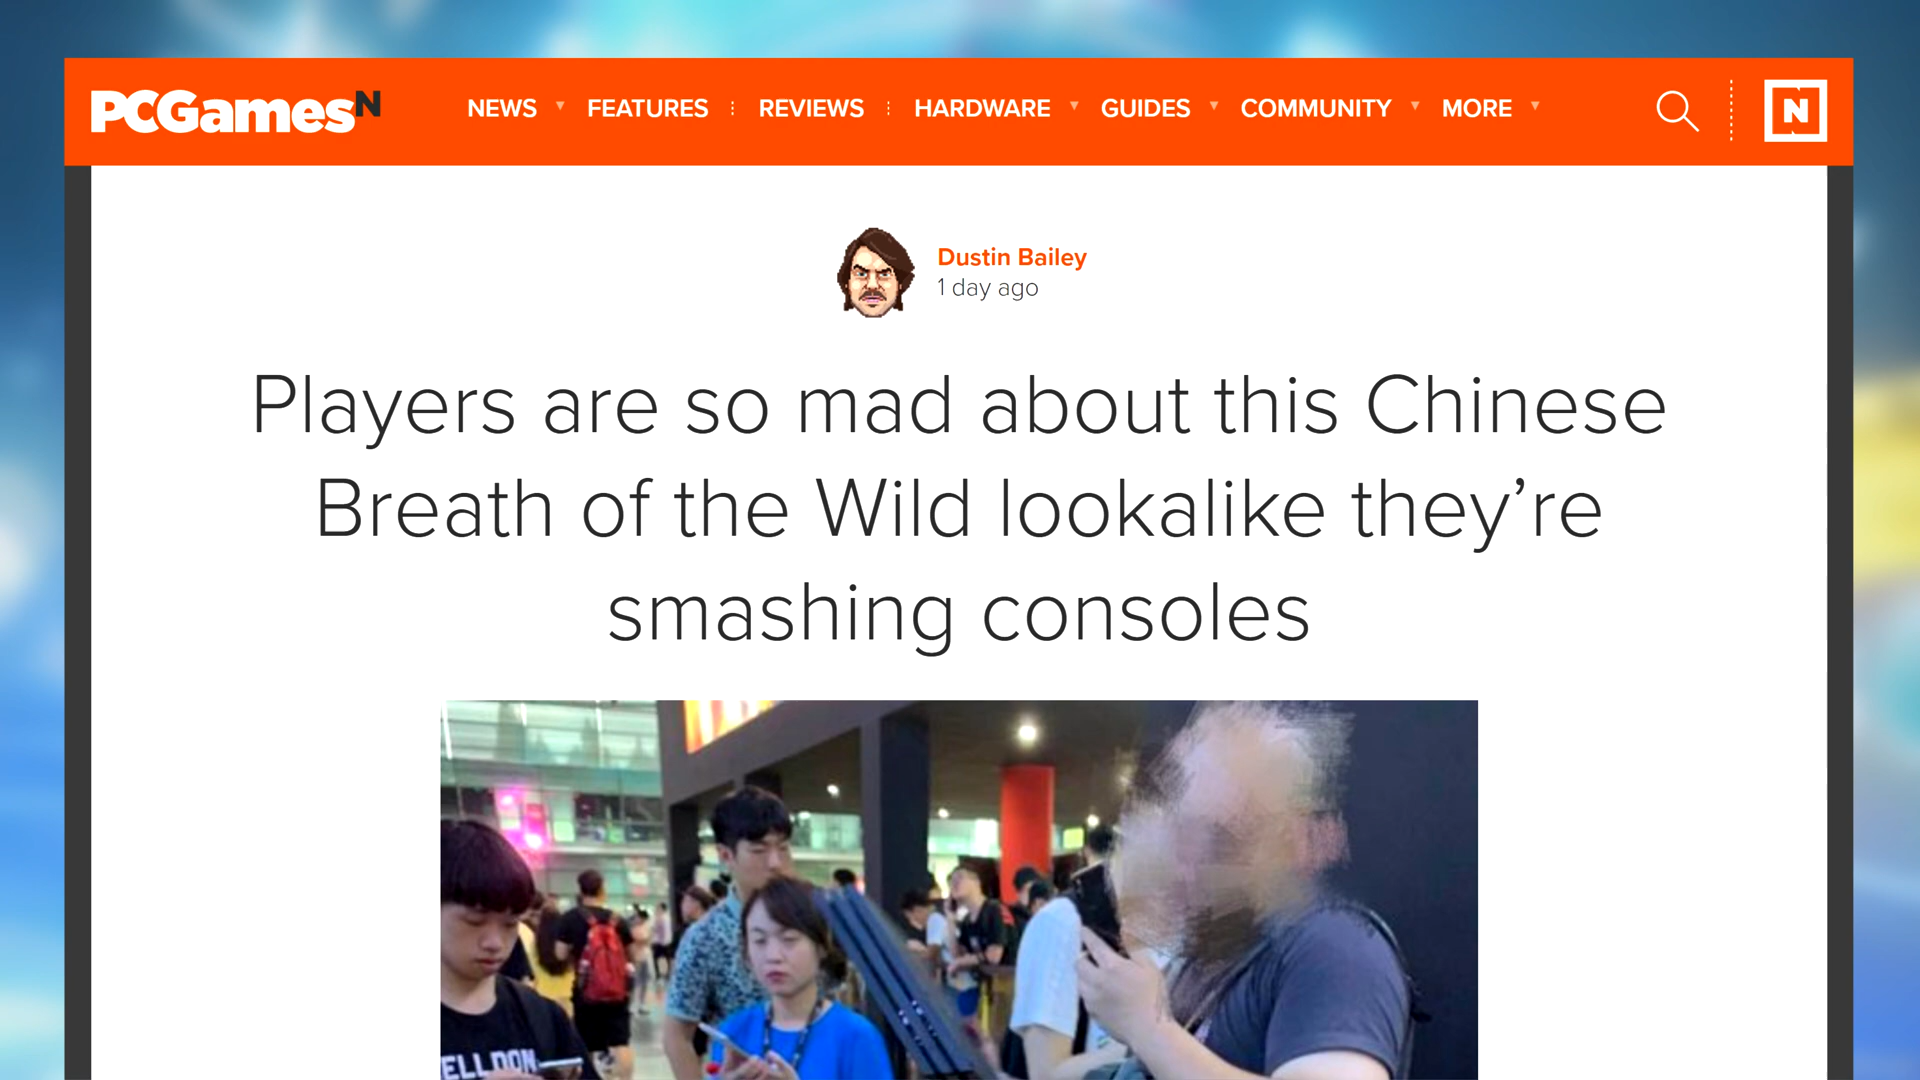 PCGamesN
NEWS FEATURES REVIEWS HARDWARE GUIDES COMMUNITY MORE
N
Dustin Bailey
1 day ago
Players are so mad about this Chinese
Breath of the Wild lookalike they're
smashing consoles
ELLDON